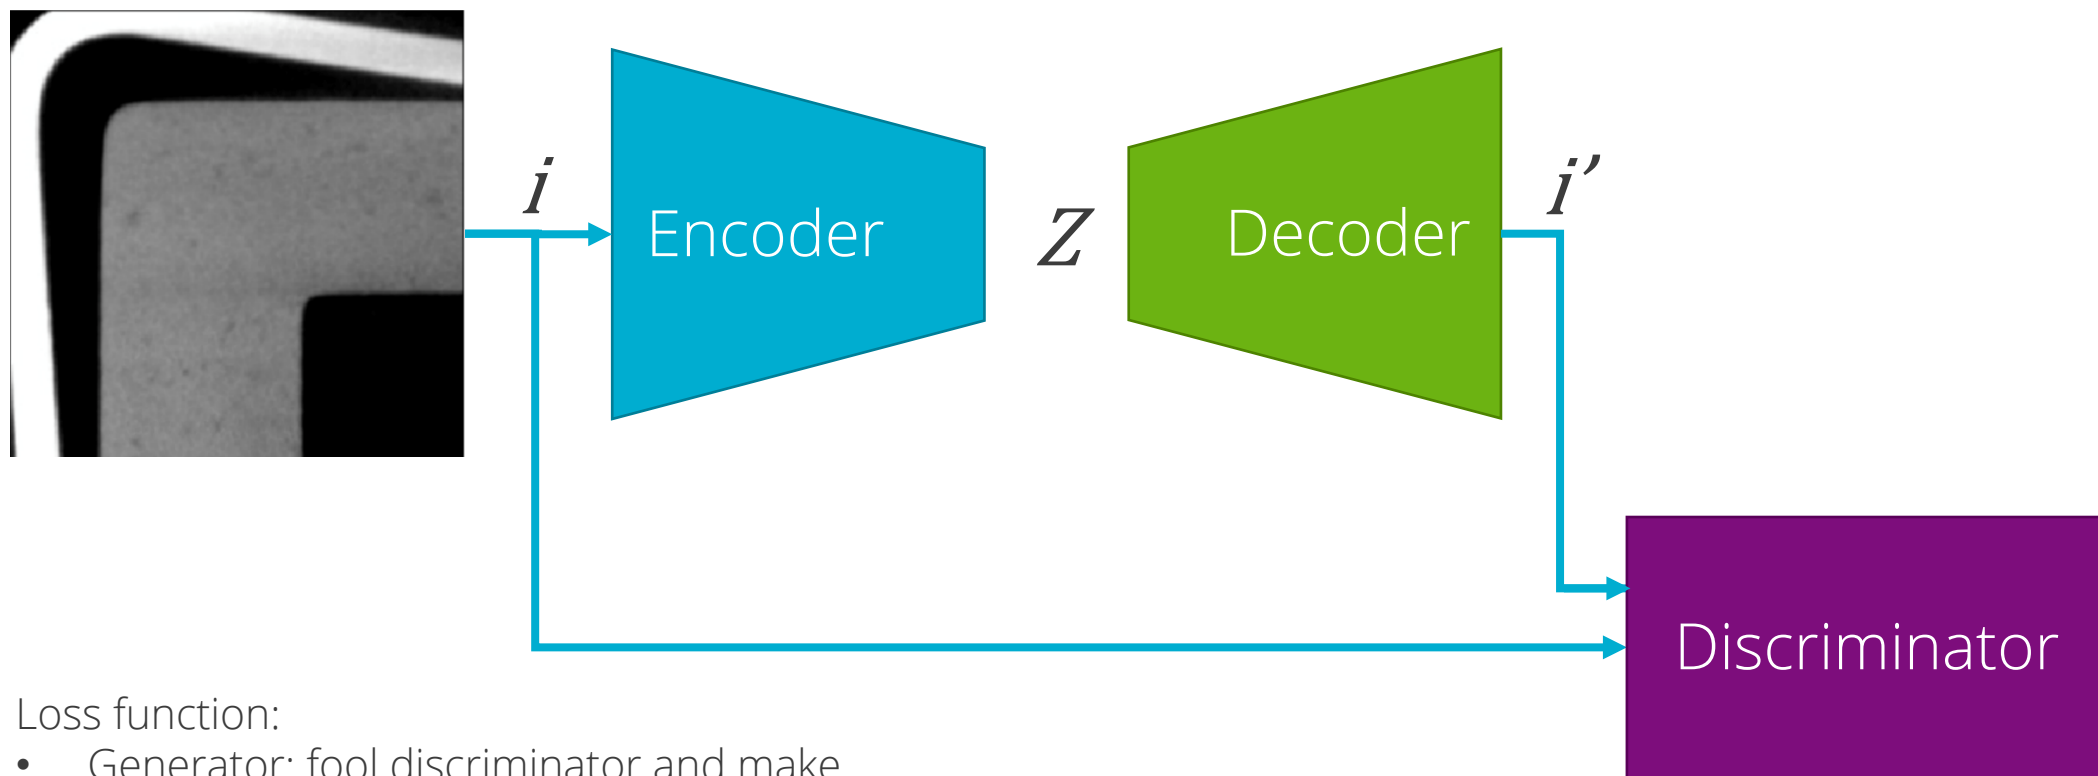 i
Encoder
Z
Decoder
i’
Discriminator
Loss function:
• Generator: fool discriminator and make